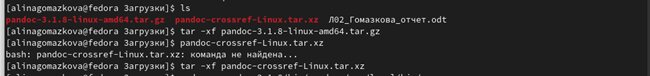 [alinagomazkova@fedora Загрузки]$ ls
pandoc-3.1.8-linux-amd64.tar.gz pandoc-crossref-Linux.tar.xz Л02_Гомазкова_отчет.odt
[alinagomazkova@fedora Загрузки]$ tar -xf pandoc-3.1.8-linux-amd64.tar.gz
[alinagomazkova@fedora Загрузки]$ pandoc-crossref-Linux.tar.xz
bash: pandoc-crossref-Linux.tar.xz: команда не найдена...
[alinagomazkova@fedora Загрузки]$ tar -xf pandoc-crossref-Linux.tar.xz